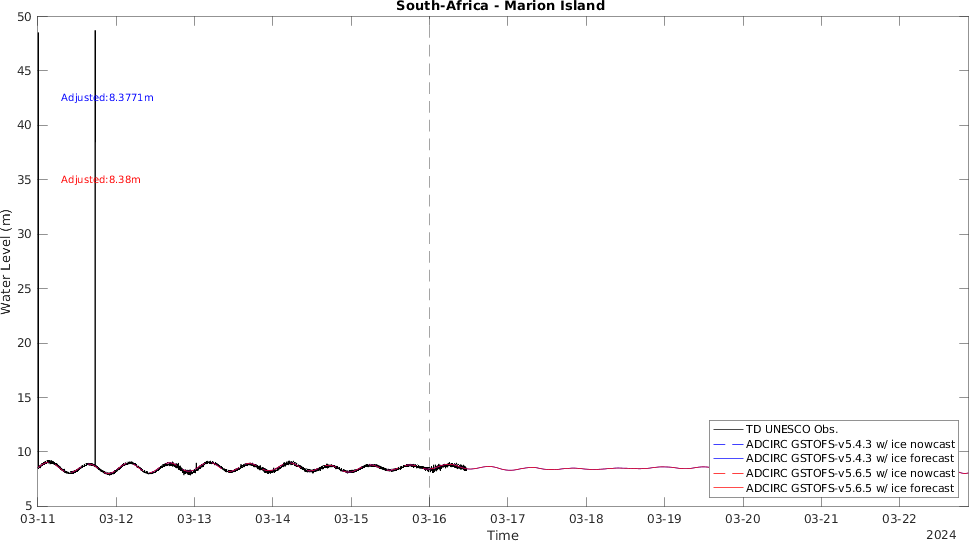 South-Africa - Marion Island
50
45
40
35
30
25
20
15
10
5
Water Level (m)
Adjusted:8.3771m
Adjusted:8.38m
TD UNESCO Obs.
ADCIRC GSTOFS-v5.4.3 w/ ice nowcast
ADCIRC GSTOFS-v5.4.3 w/ ice forecast
ADCIRC GSTOFS-v5.6.5 w/ ice nowcast
ADCIRC GSTOFS-v5.6.5 w/ ice forecast
03-11 03-12 03-13 03-14 03-15 03-16 03-17 03-18 03-19 03-20 03-21 03-22
Time
2024